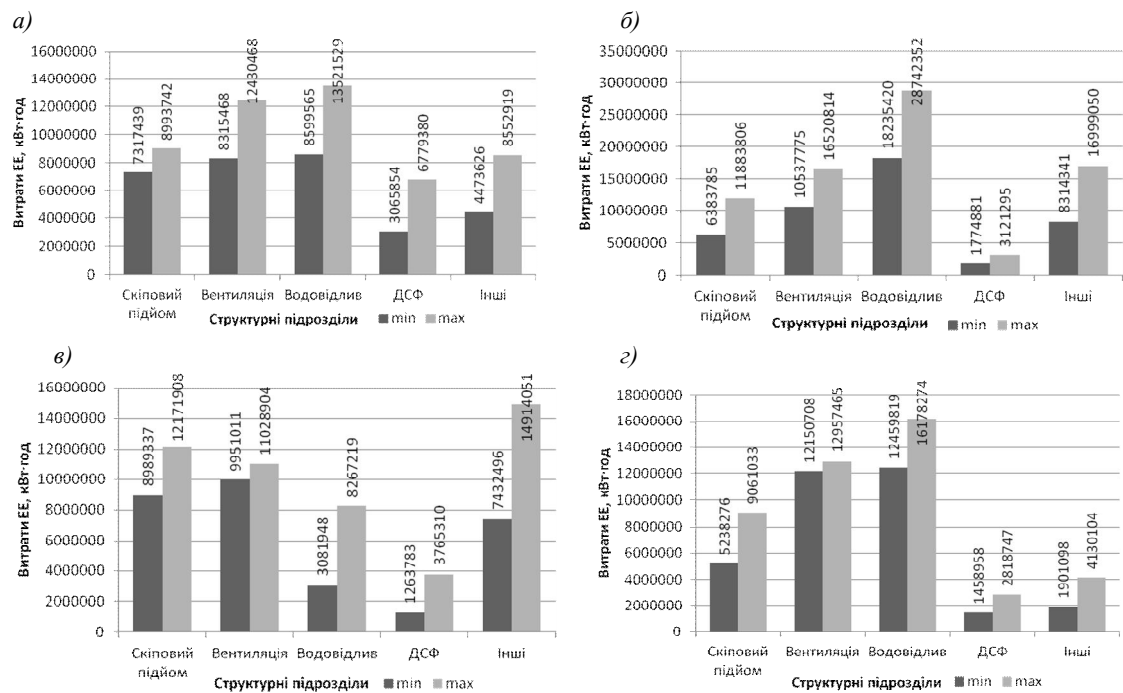 а)
Витрати ЕЕ, кВт·год
16000000
14000000
12000000
10000000
8000000
6000000
4000000
2000000
0
7317439
8993742
8315468
12430468
8599565
13521529
3065854
6779380
4473626
8552919
Скіповий підйом
Вентиляція
Водовідлив
ДСФ
Інші
Структурні підрозділи
min
max
б)
Витрати ЕЕ, кВт·год
35000000
30000000
25000000
20000000
15000000
10000000
5000000
0
6383785
11883806
10537775
16520814
18235420
28742352
1774881
3121295
8314341
16999050
Скіповий підйом
Вентиляція
Водовідлив
ДСФ
Інші
Структурні підрозділи
min
max
в)
Витрати ЕЕ, кВт·год
16000000
14000000
12000000
10000000
8000000
6000000
4000000
2000000
0
8989337
12171908
9951011
11028904
3081948
8267219
1263783
3765310
7432496
14914051
Скіповий
підйом
Вентиляція
Водовідлив
ДСФ
Інші
Структурні підрозділи
min
max
г)
Витрати ЕЕ, кВт·год
18000000
16000000
14000000
12000000
10000000
8000000
6000000
4000000
2000000
0
5238276
9061033
12150708
12957465
12459819
16178274
1458958
2818747
1901098
4130104
Скіповий
підйом
Вентиляція
Водовідлив
ДСФ
Інші
Структурні підрозділи
min
max